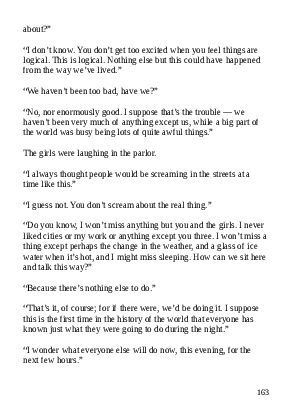 about?”
“I don’t know. You don’t get too excited when you feel things are
logical. This is logical. Nothing else but this could have happened
from the way we’ve lived.”
“We haven’t been too bad, have we?”
“No, nor enormously good. I suppose that’s the trouble — we
haven’t been very much of anything except us, while a big part of
the world was busy being lots of quite awful things.”
The girls were laughing in the parlor.
“I always thought people would be screaming in the streets at a
time like this.”
“I guess not. You don’t scream about the real thing.”
“Do you know, I won’t miss anything but you and the girls. I never
liked cities or my work or anything except you three. I won’t miss a
thing except perhaps the change in the weather, and a glass of ice
water when it’s hot, and I might miss sleeping. How can we sit here
and talk this way?”
“Because there’s nothing else to do.”
“That’s it, of course; for if there were, we’d be doing it. I suppose
this is the first time in the history of the world that everyone has
known just what they were going to do during the night.”
“I wonder what everyone else will do now, this evening, for the
next few hours.”
163